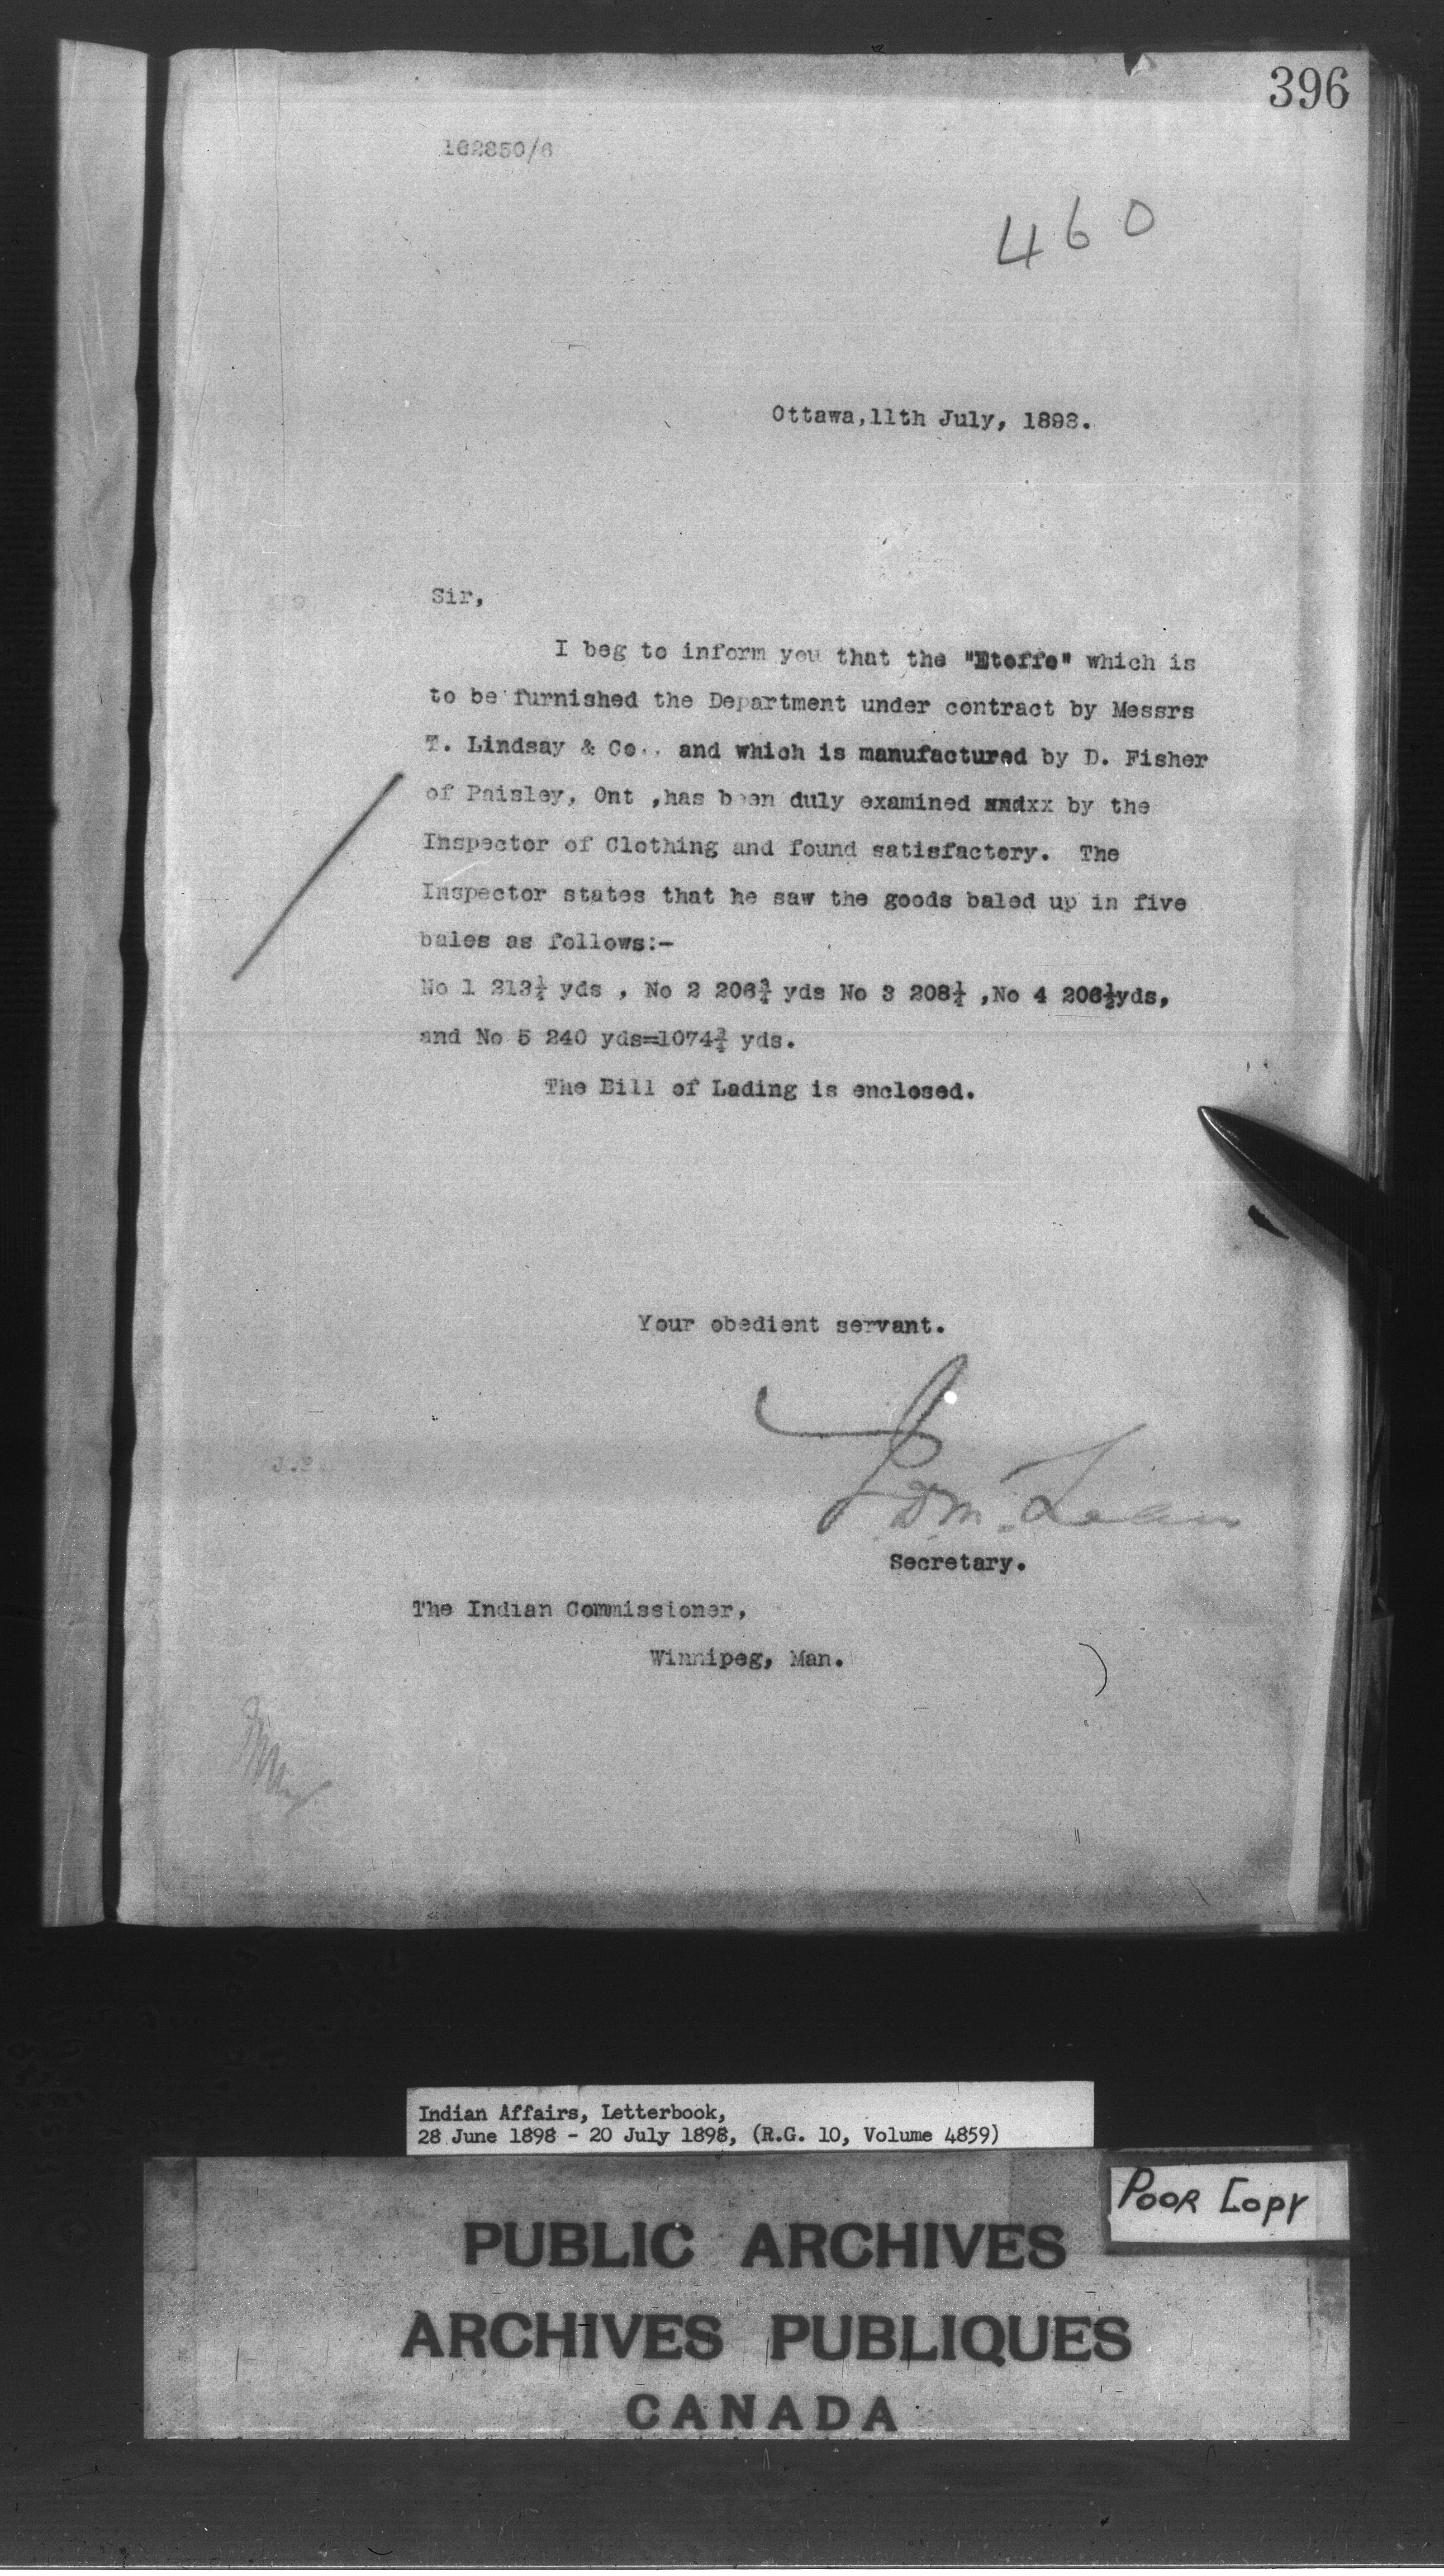 396
162850/6
460
Ottawa,11th July, 1898.
Sir,
I beg to inform you that the "Etoffe" which is
to be furnished the Department under contract by Messrs
T. Lindsay & Co., and which is manufactured by D. Fisher
of Paisley, Ont ,has been duly examined andxx by the
Inspector of Clothing and found satisfactory. The
Inspector states that he saw the goods baled up in five
bales as follows:-
No 1 213¼ yds , No 2 206¾ yds No 3 208¼ ,No 4 206½yds,
and No 5 240 yds=1074¾ yds.
The Bill of Lading is enclosed.
Your obedient servant.
J.D. McLean
Secretary.
The Indian Commissioner,
Winnipeg, Man.
Indian Affairs, Letterbook,
28 June 1898 - 20 July 1898, (R.G. 10, Volume 4859)
POOR COPY
PUBLIC ARCHIVES
ARCHIVES PUBLIQUES
CANADA